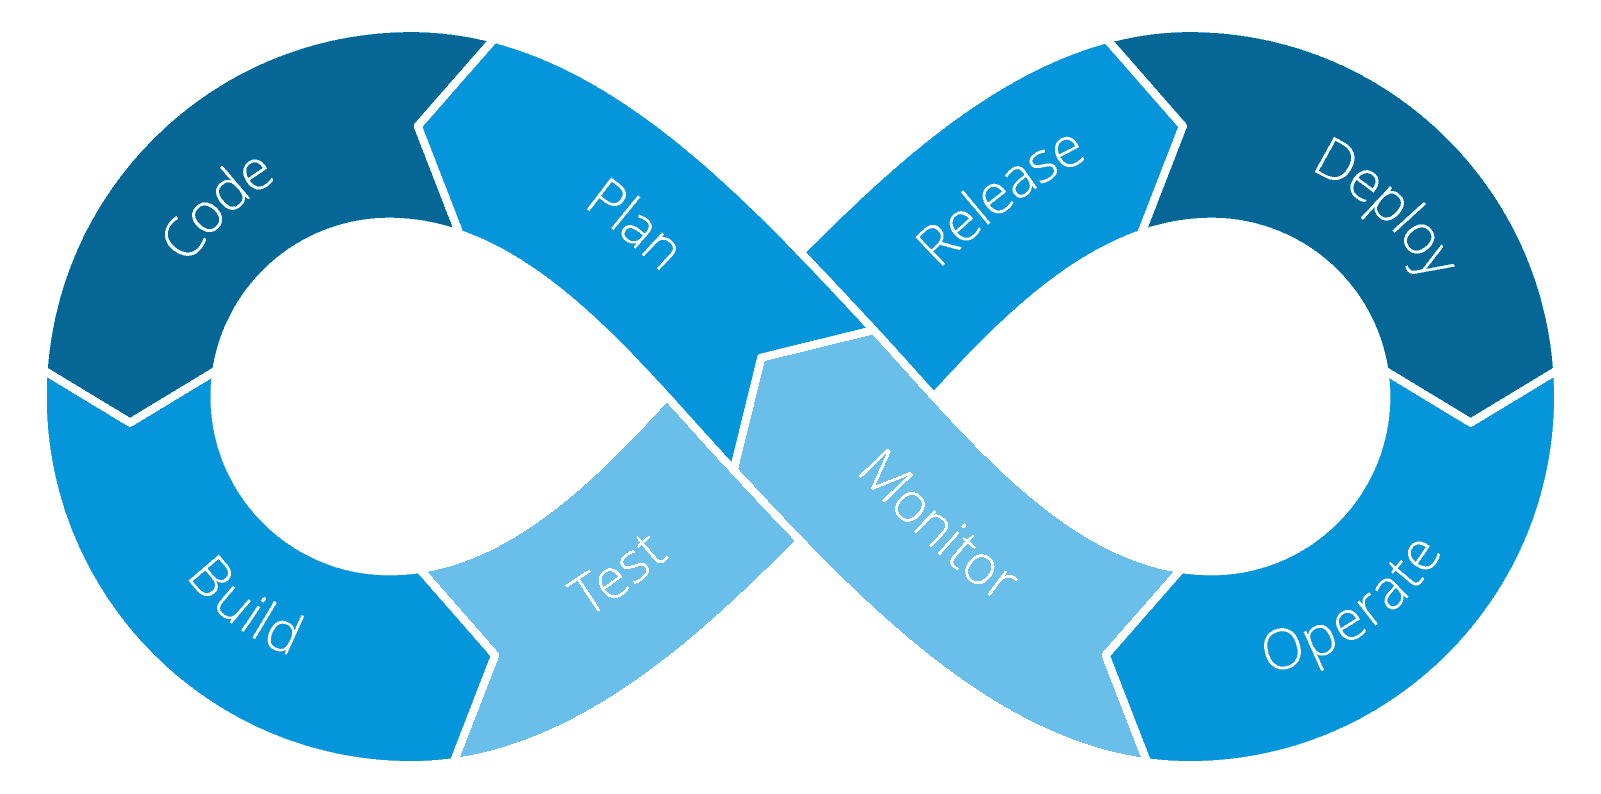 Code
Plan
Release
Deploy
Build
Test
Monitor
Operate